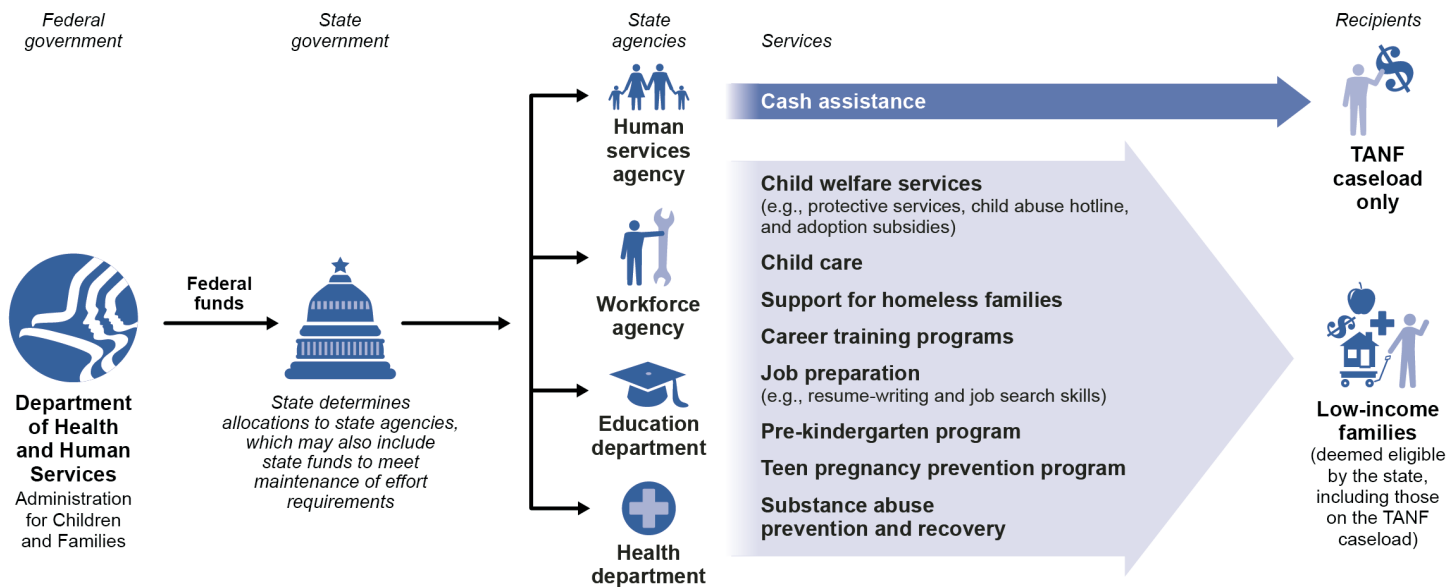 Federal
government
State
government
State
agencies
Services
Recipients
Department
of Health
and Human
Services
Administration
for Children
and Families
Federal
funds
State determines
allocations to state agencies,
which may also include
state funds to meet
maintenance of effort
requirements
Human
services
agency
Workforce
agency
Education
department
Health
department
Cash assistance
Child welfare services
(e.g., protective services, child abuse hotline,
and adoption subsidies)
Child care
Support for homeless families
Career training programs
Job preparation
(e.g., resume-writing and job search skills)
Pre-kindergarten program
Teen pregnancy prevention program
Substance abuse
prevention and recovery
TANF
caseload
only
Low-income
families
(deemed eligible
by the state,
including those
on the TANF
caseload)